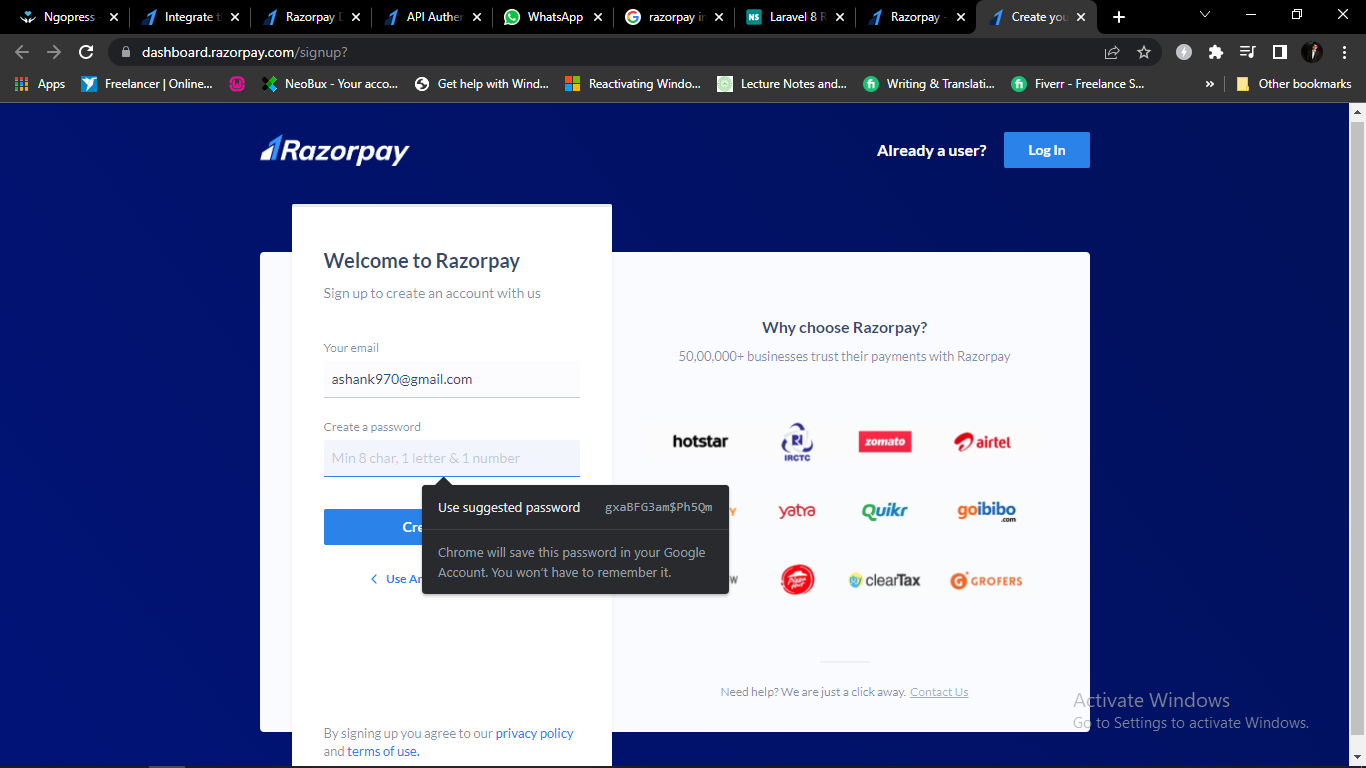 Ngopress -
Integrate t
Razorpay D
API Auther
WhatsApp
razorpay in
Laravel 8 R
Razorpay -
Create you
dashboard.razorpay.com/signup?
Apps
Freelancer | Online...
NeoBux - Your acco...
Get help with Wind...
Reactivating Windo...
Lecture Notes and...
Writing & Translati...
Fiverr - Freelance S...
»
Other bookmarks
Razorpay
Already a user?
Log In
Welcome to Razorpay
Sign up to create an account with us
Your email
ashank970@gmail.com
Create a password
Min 8 char, 1 letter & 1 number
Use suggested password gxaBFG3am$Ph5Qm
Chrome will save this password in your Google
Account. You won't have to remember it.
Cre
Use An
By signing up you agree to our privacy policy
and terms of use.
Why choose Razorpay?
50,00,000+ businesses trust their payments with Razorpay
hotstar
IRCTC
zomato
airtel
Y
yatra
Quikr
goibibo
.com
W
Pizza Hut
clearTax
GROFERS
Need help? We are just a click away. Contact Us
Activate Windows
Go to Settings to activate Windows.